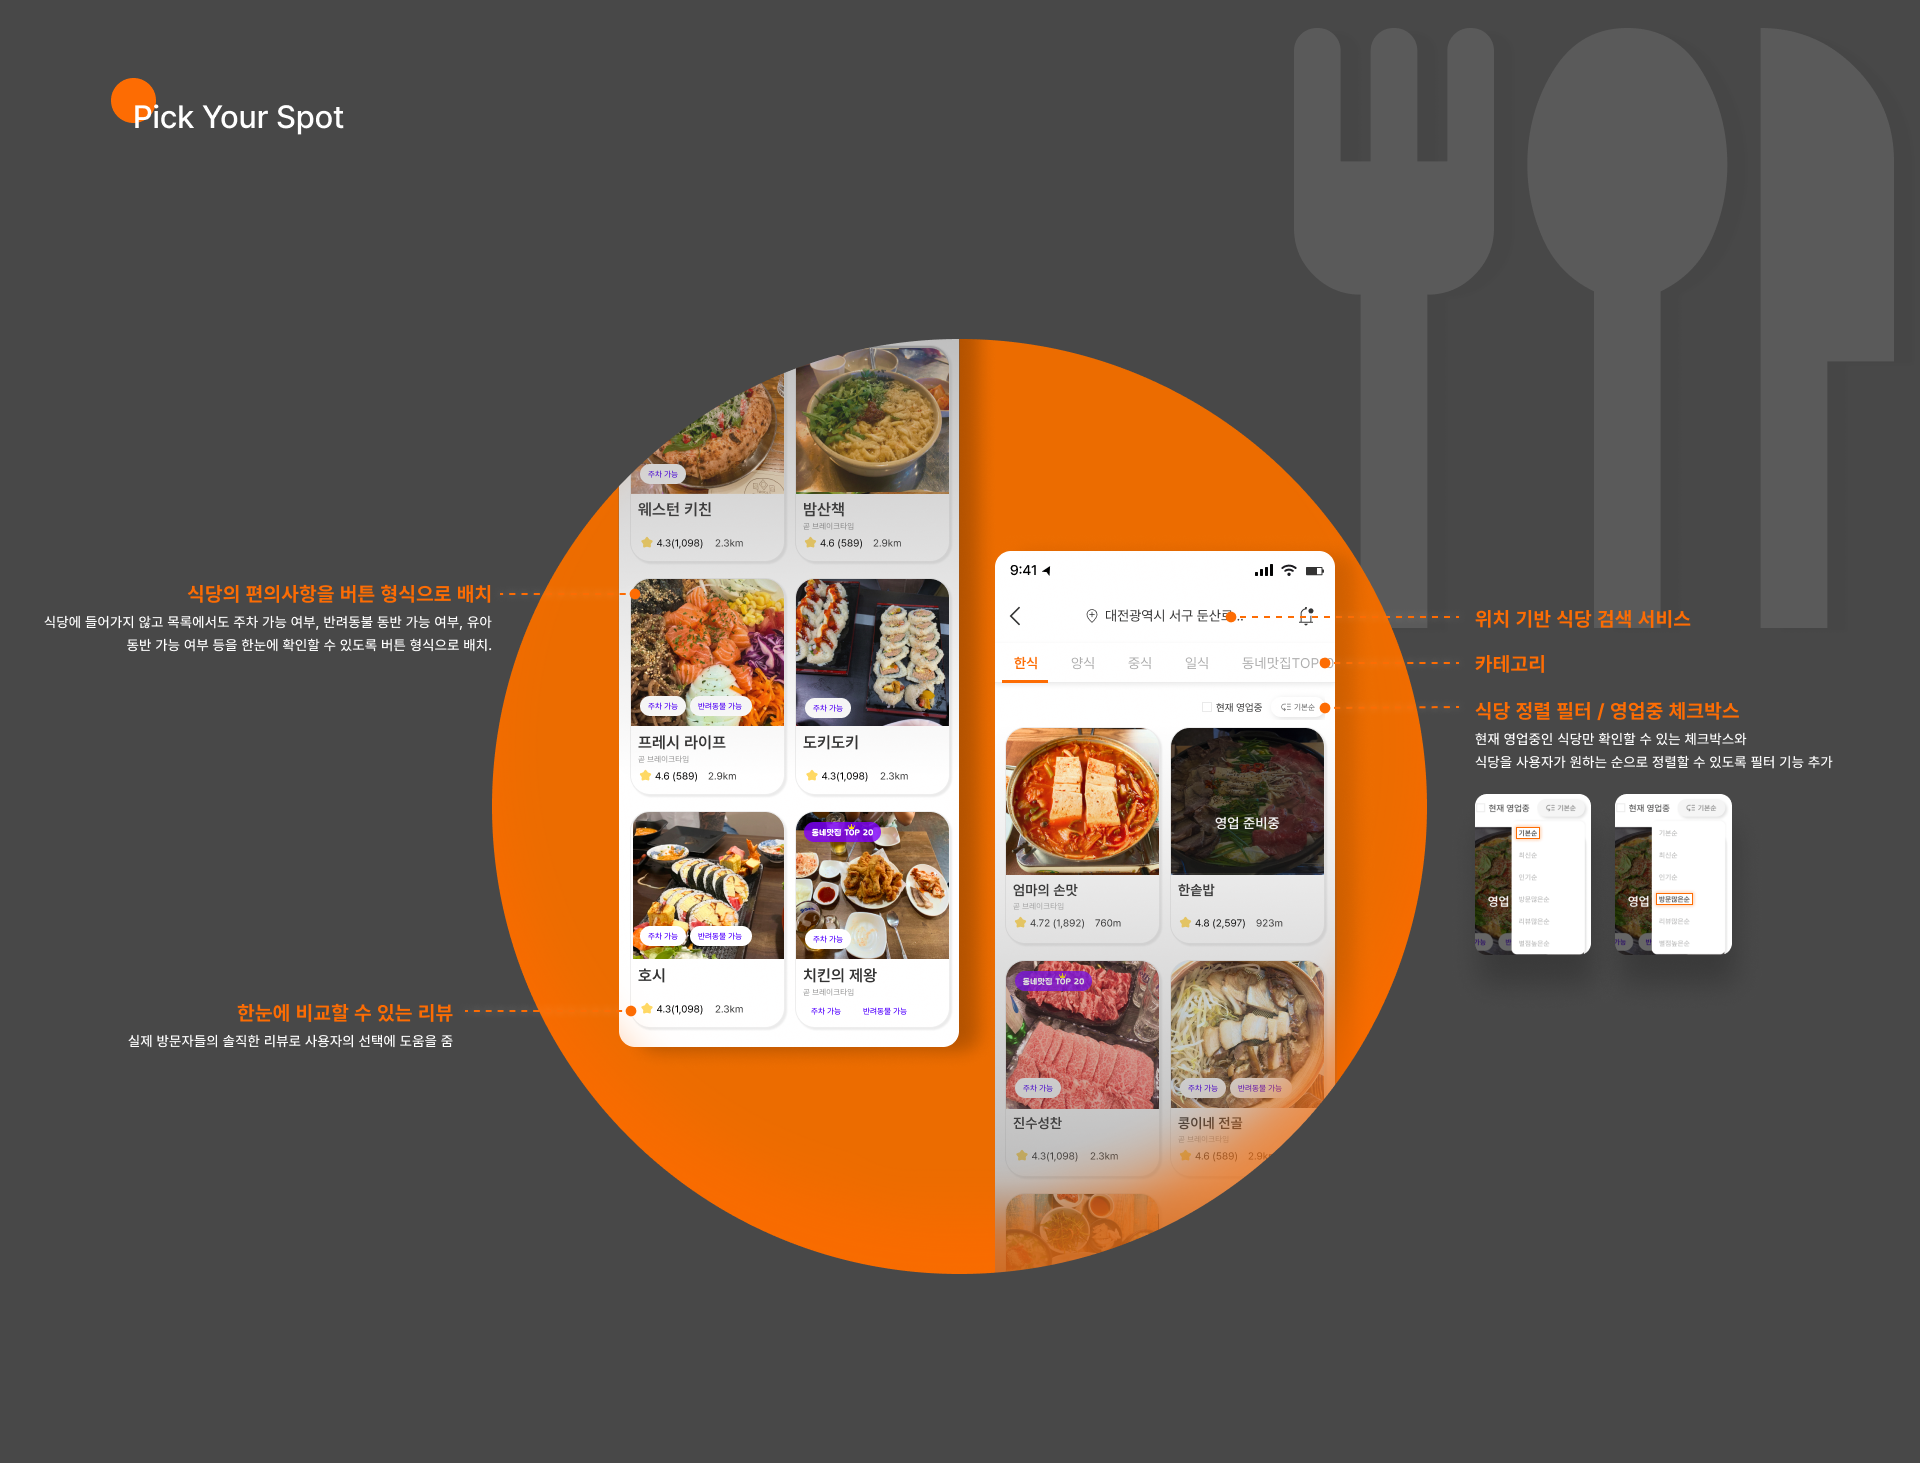 Pick Your Spot
식당의 편의사항을 버튼 형식으로 배치
식당에 들어가지 않고 목록에서도 주차 가능 여부, 반려동불 동반 가능 여부, 유아
동반 가능 여부 등을 한눈에 확인할 수 있도록 버튼 형식으로 배치.
한눈에 비교할 수 있는 리뷰
실제 방문자들의 솔직한 리뷰로 사용자의 선택에 도움을 줌
주차 가능
웨스턴 키친
4.3(1,098) 2.3km
밤산책
곧 브레이크타임
4.6 (589) 2.9km
주차 가능 반려동물 가능
프레시 라이프
곧 브레이크타임
4.6 (589) 2.9km
주차 가능
도키도키
4.3(1,098) 2.3km
주차 가능 반려동물 가능
호시
4.3(1,098) 2.3km
동네맛집 TOP 20
주차 가능
치킨의 제왕
곧 브레이크타임
주차 가능 반려동물 가능
9:41
대전광역시 서구 둔산로...
한식 양식 중식 일식 동네맛집TOP
현재 영업중 기본순
엄마의 손맛
곧 브레이크타임
4.72 (1,892) 760m
영업 준비중
한솥밥
4.8 (2,597) 923m
동네맛집 TOP 20
주차 가능
진수성찬
4.3(1,098) 2.3km
주차 가능 반려동물 가능
콩이네 전골
곧 브레이크타임
4.6 (589) 2.9k
위치 기반 식당 검색 서비스
카테고리
식당 정렬 필터 / 영업중 체크박스
현재 영업중인 식당만 확인할 수 있는 체크박스와
식당을 사용자가 원하는 순으로 정렬할 수 있도록 필터 기능 추가
현재 영업중 기본순
기본순
최신순
인기순
방문많은순
리뷰많은순
별점높은순
영업
가능 반
현재 영업중 기본순
기본순
최신순
인기순
방문많은순
리뷰많은순
별점높은순
영업
가능 반